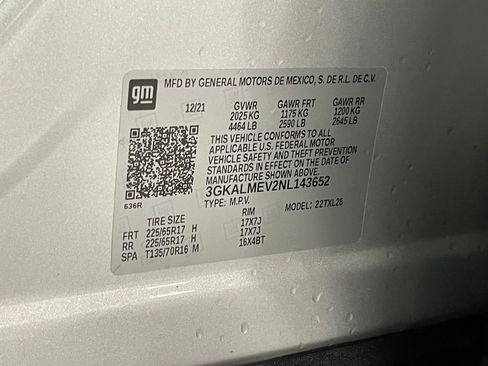 gm
MFD BY GENERAL MOTORS DE MEXICO, S. DE R.L. DE C.V.
12/21 GVWR GAWR FRT GAWR RR
2025 KG 1175 KG 1200 KG
4464 LB 2590 LB 2645 LB
THIS VEHICLE CONFORMS TO ALL
APPLICABLE U.S. FEDERAL MOTOR
VEHICLE SAFETY AND THEFT
PREVENTION STANDARDS IN
EFFECT ON THE DATE OF
MANUFACTURE SHOWN ABOVE.
3GKALMEV2NL143652
636R TYPE: M.P.V. MODEL: 22TXL26
TIRE SIZE RIM
FRT 225/65R17 H 17X7J
RR 225/65R17 H 17X7J
SPA T135/70R16 M 16X4BT